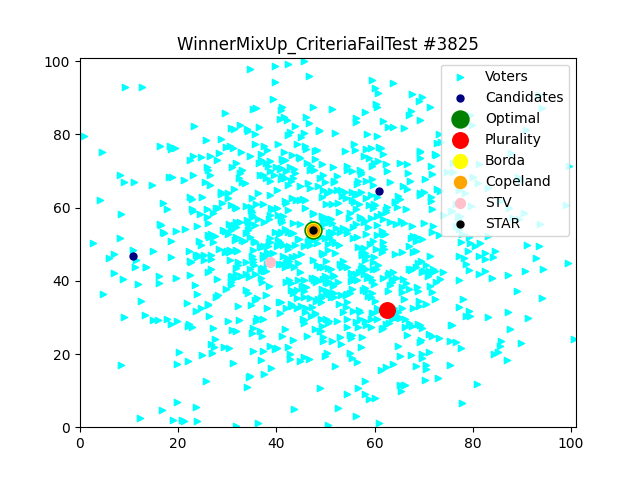 WinnerMixUp_CriteriaFailTest #3825
100
80
60
40
20
0
0
20
40
60
80
100
Voters
Candidates
Optimal
Plurality
Borda
Copeland
STV
STAR